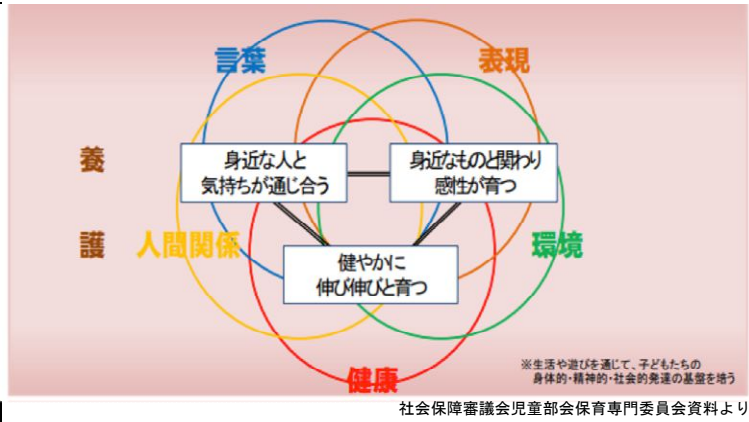 言葉
表現
養
護
身近な人と
気持ちが通じ合う
身近なものと関わり
感性が育つ
人間関係
環境
健やかに
伸び伸びと育つ
健康
※生活や遊びを通じて、子どもたちの
身体的・精神的・社会的発達の基盤を培う
社会保障審議会児童部会保育専門委員会資料より